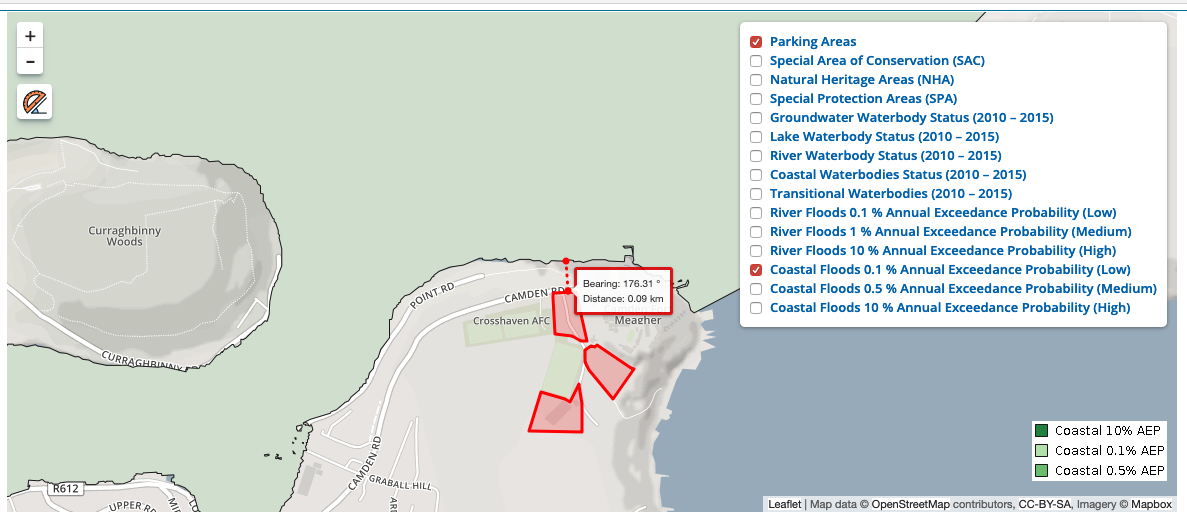 +
−
Parking Areas
Special Area of Conservation (SAC)
Natural Heritage Areas (NHA)
Special Protection Areas (SPA)
Groundwater Waterbody Status (2010 – 2015)
Lake Waterbody Status (2010 – 2015)
River Waterbody Status (2010 – 2015)
Coastal Waterbodies Status (2010 – 2015)
Transitional Waterbodies (2010 – 2015)
River Floods 0.1 % Annual Exceedance Probability (Low)
River Floods 1 % Annual Exceedance Probability (Medium)
River Floods 10 % Annual Exceedance Probability (High)
Coastal Floods 0.1 % Annual Exceedance Probability (Low)
Coastal Floods 0.5 % Annual Exceedance Probability (Medium)
Coastal Floods 10 % Annual Exceedance Probability (High)
Curraghbinny
Woods
Bearing: 176.31 °
Distance: 0.09 km
POINT RD
CAMDEN RD
Crosshaven AFC
Meagher
CURRAGHBINNY
CAMDEN RD
GRABALL HILL
R612
UPPER RD
Coastal 10% AEP
Coastal 0.1% AEP
Coastal 0.5% AEP
Leaflet | Map data © OpenStreetMap contributors, CC-BY-SA, Imagery © Mapbox